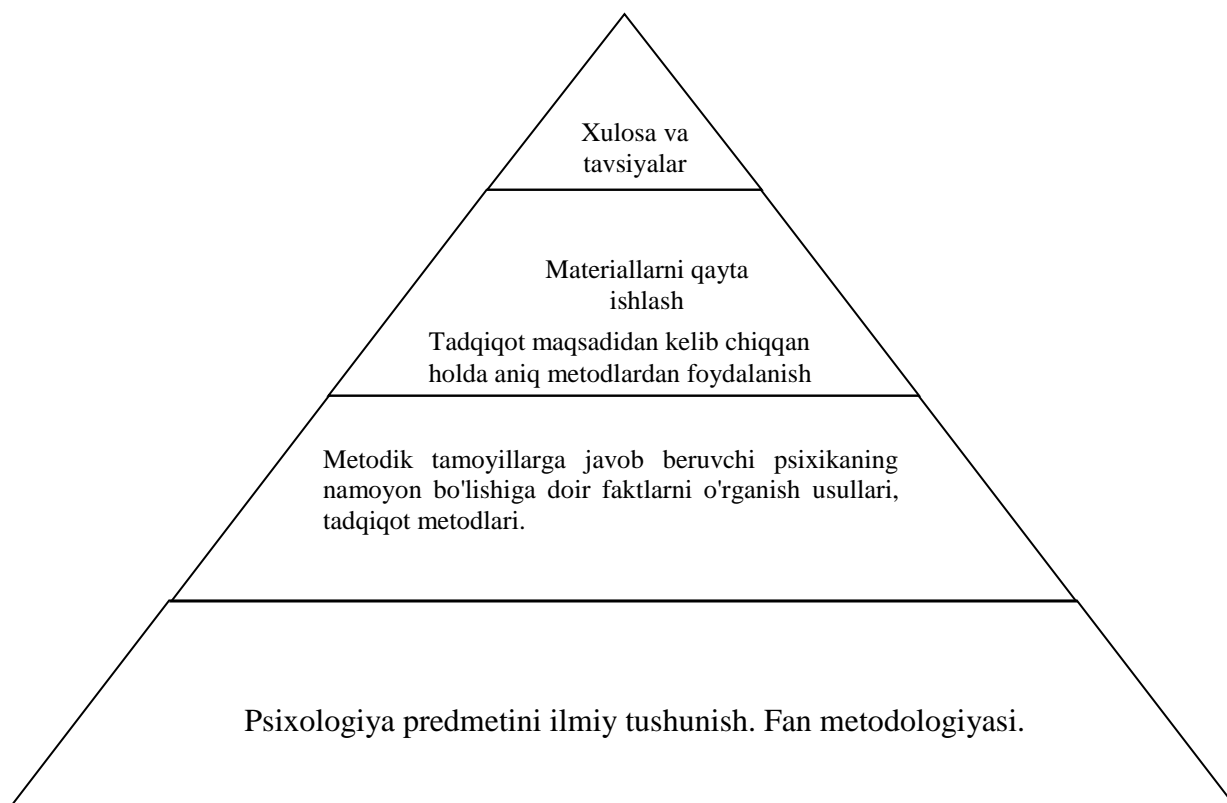 Xulosa va
tavsiyalar
Materiallarni qayta
ishlash
Tadqiqot maqsadidan kelib chiqqan
holda aniq metodlardan foydalanish
Metodik tamoyillarga javob beruvchi psixikaning
namoyon bo'lishiga doir faktlarni o'rganish usullari,
tadqiqot metodlari.
Psixologiya predmetini ilmiy tushunish. Fan metodologiyasi.